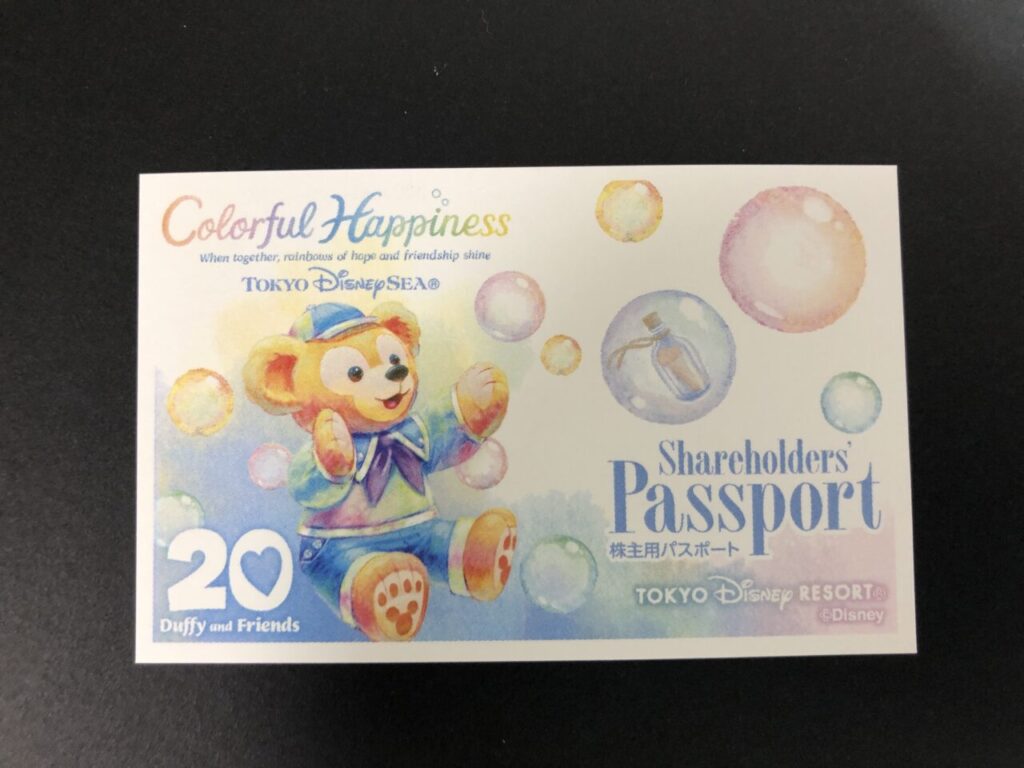 Colorful Happiness
When together, rainbows of hope and friendship shine
TOKYO DISNEYSEA®
20
Duffy and Friends
Shareholders'
Passport
株主用パスポート
TOKYO DISNEY RESORT®
©Disney